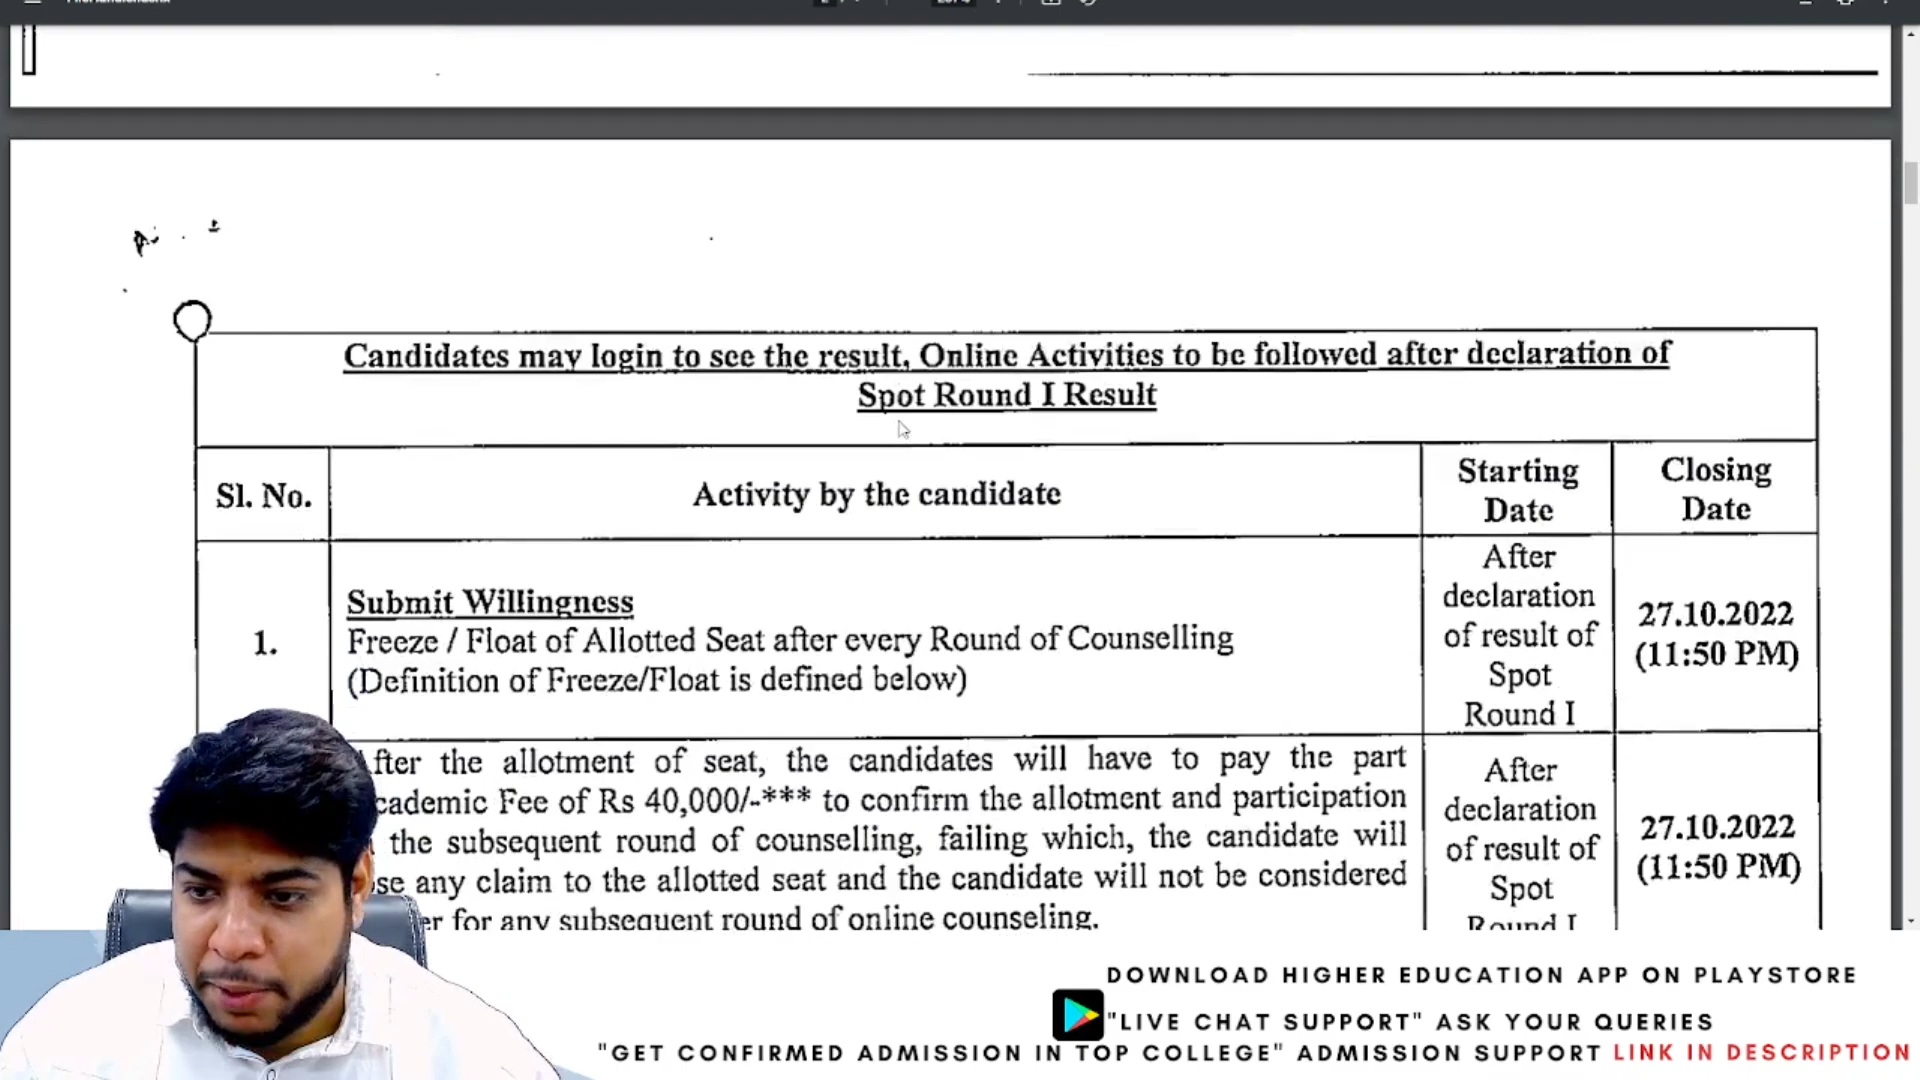 Candidates may login to see the result, Online Activities to be followed after declaration of
Spot Round I Result
Sl. No.
Activity by the candidate
Starting
Date
Closing
Date
1.
Submit Willingness
Freeze / Float of Allotted Seat after every Round of Counselling
(Definition of Freeze/Float is defined below)
After
declaration
of result of
Spot
Round I
27.10.2022
(11:50 PM)
fter the allotment of seat, the candidates will have to pay the part
cademic Fee of Rs 40,000/-*** to confirm the allotment and participation
the subsequent round of counselling, failing which, the candidate will
se any claim to the allotted seat and the candidate will not be considered
er for any subsequent round of online counseling.
After
declaration
of result of
Spot
Round I
27.10.2022
(11:50 PM)
DOWNLOAD HIGHER EDUCATION APP ON PLAYSTORE
"LIVE CHAT SUPPORT" ASK YOUR QUERIES
"GET CONFIRMED ADMISSION IN TOP COLLEGE" ADMISSION SUPPORT LINK IN DESCRIPTION